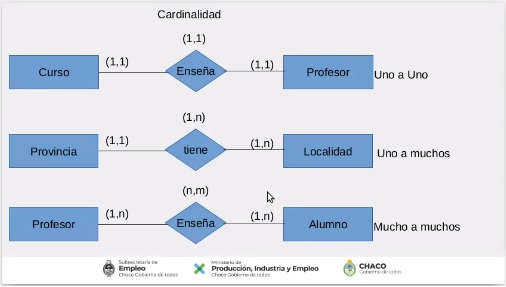 Cardinalidad
(1,1)
Curso
(1,1)
Enseña
(1,1)
Profesor
Uno a Uno
(1,n)
Provincia
(1,1)
tiene
(1,n)
Localidad
Uno a muchos
(n,m)
Profesor
(1,n)
Enseña
(1,n)
Alumno
Mucho a muchos
Subsecretaría de
Empleo
Chaco Gobierno de todos
Ministerio de
Producción, Industria y Empleo
Chaco Gobierno de todos
CHACO
Gobierno de todos